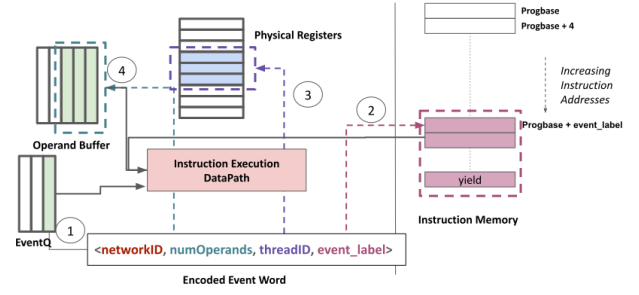 Progbase
Progbase + 4
Physical Registers
4
3
2
Increasing
Instruction
Addresses
Progbase + event_label
Operand Buffer
Instruction Execution
DataPath
yield
Instruction Memory
1
EventQ
<networkID, numOperands, threadID, event_label>
Encoded Event Word